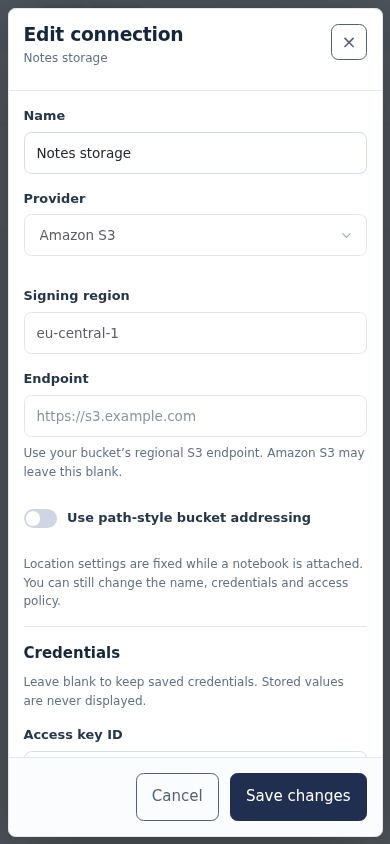 Edit connection
Notes storage
Name
Notes storage
Provider
Amazon S3
Signing region
eu-central-1
Endpoint
https://s3.example.com
Use your bucket’s regional S3 endpoint. Amazon S3 may
leave this blank.
Use path-style bucket addressing
Location settings are fixed while a notebook is attached.
You can still change the name, credentials and access
policy.
Credentials
Leave blank to keep saved credentials. Stored values
are never displayed.
Access key ID
Cancel
Save changes